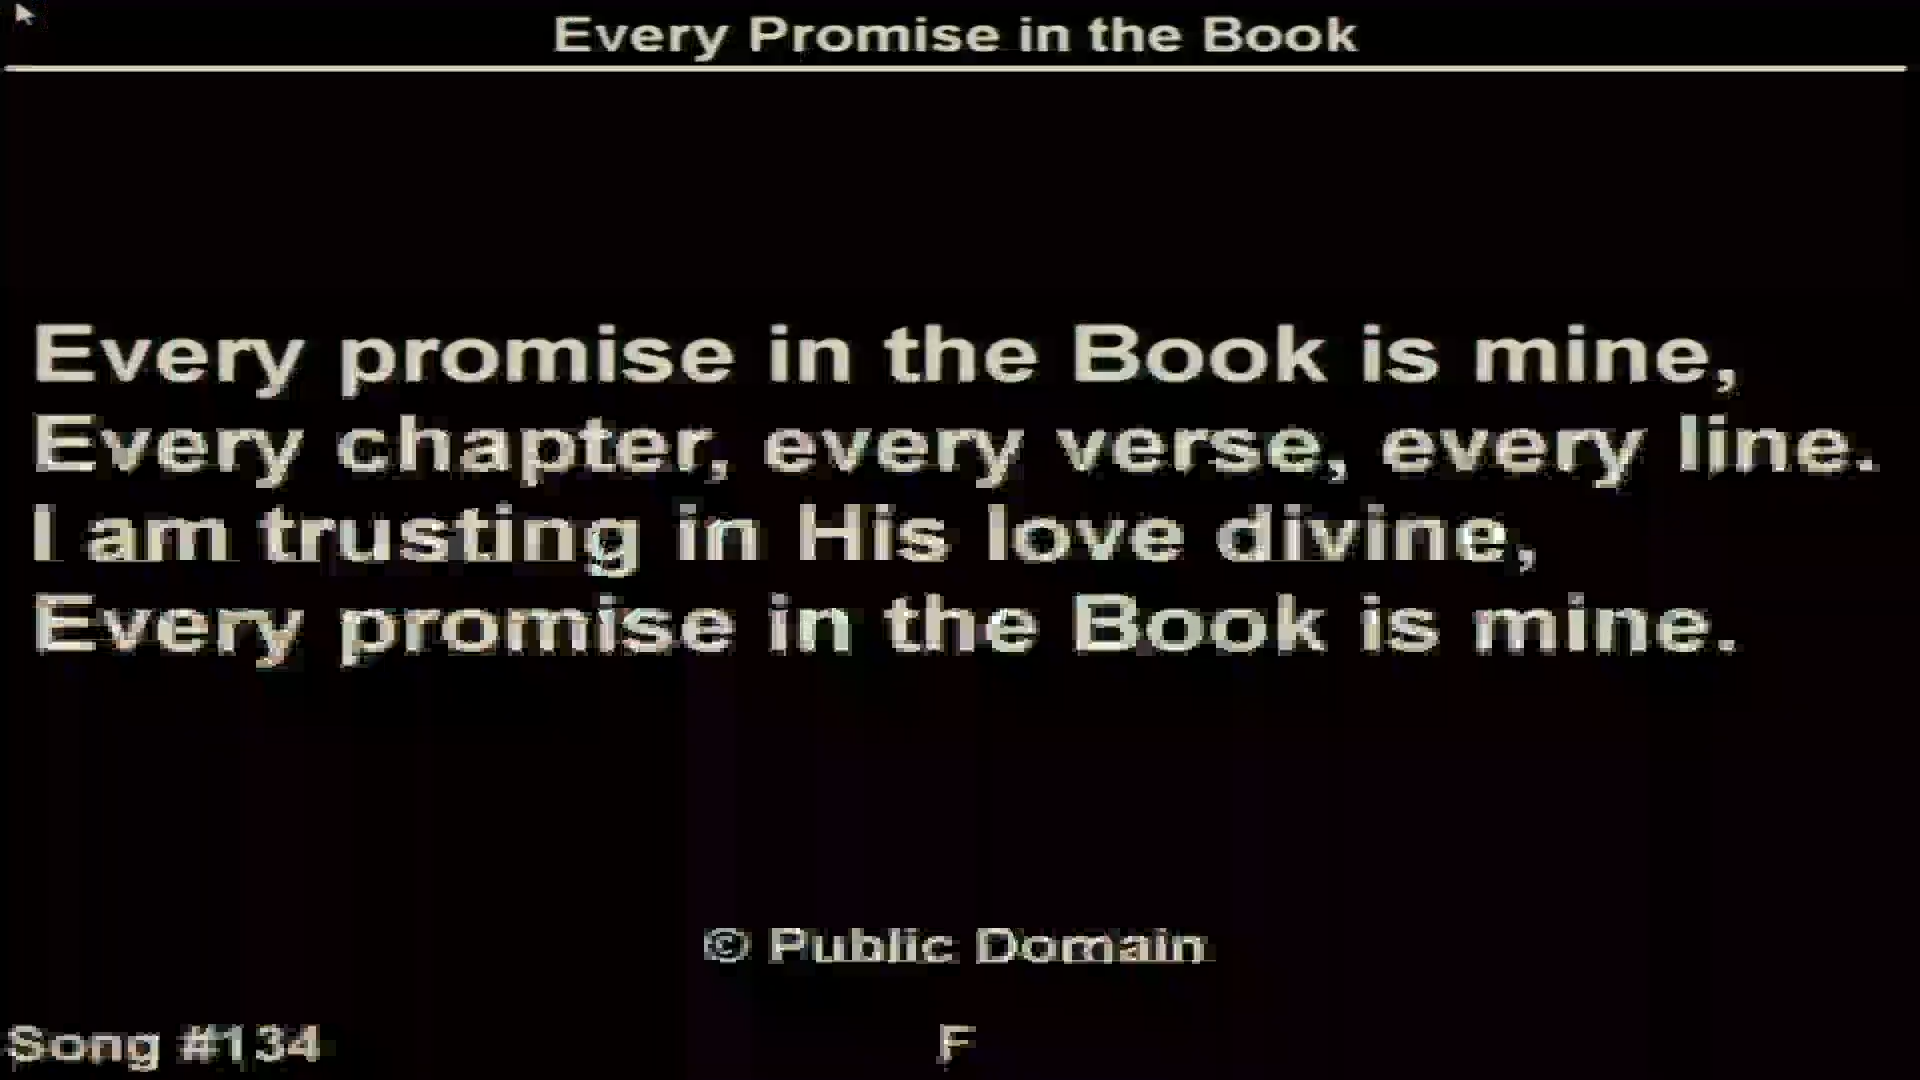 Every Promise in the Book
Every promise in the Book is mine,
Every chapter, every verse, every line.
I am trusting in His love divine,
Every promise in the Book is mine.
© Public Domain
Song #134
F